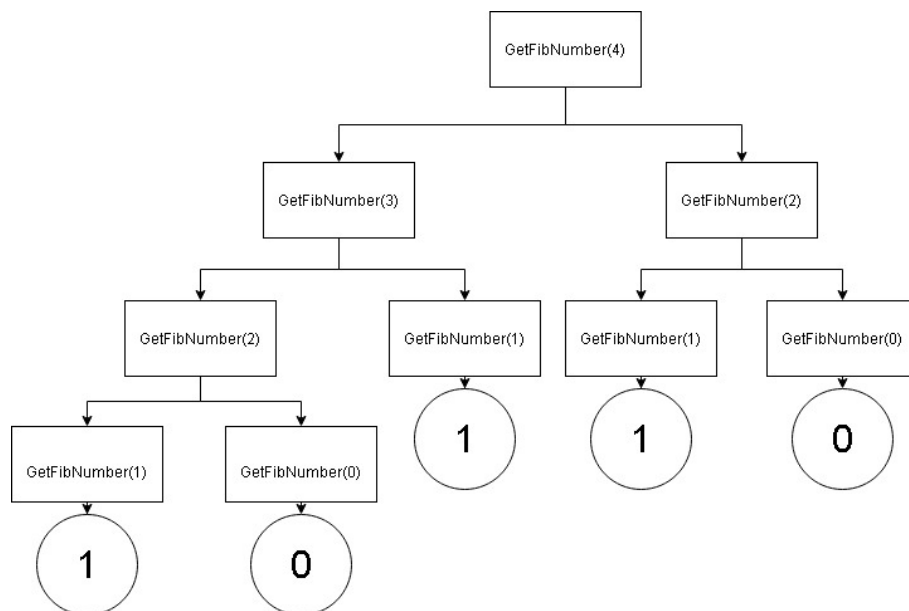 GetFibNumber(4)
GetFibNumber(3)
GetFibNumber(2)
GetFibNumber(2)
GetFibNumber(1)
GetFibNumber(1)
GetFibNumber(0)
1
1
0
GetFibNumber(1)
GetFibNumber(0)
1
0